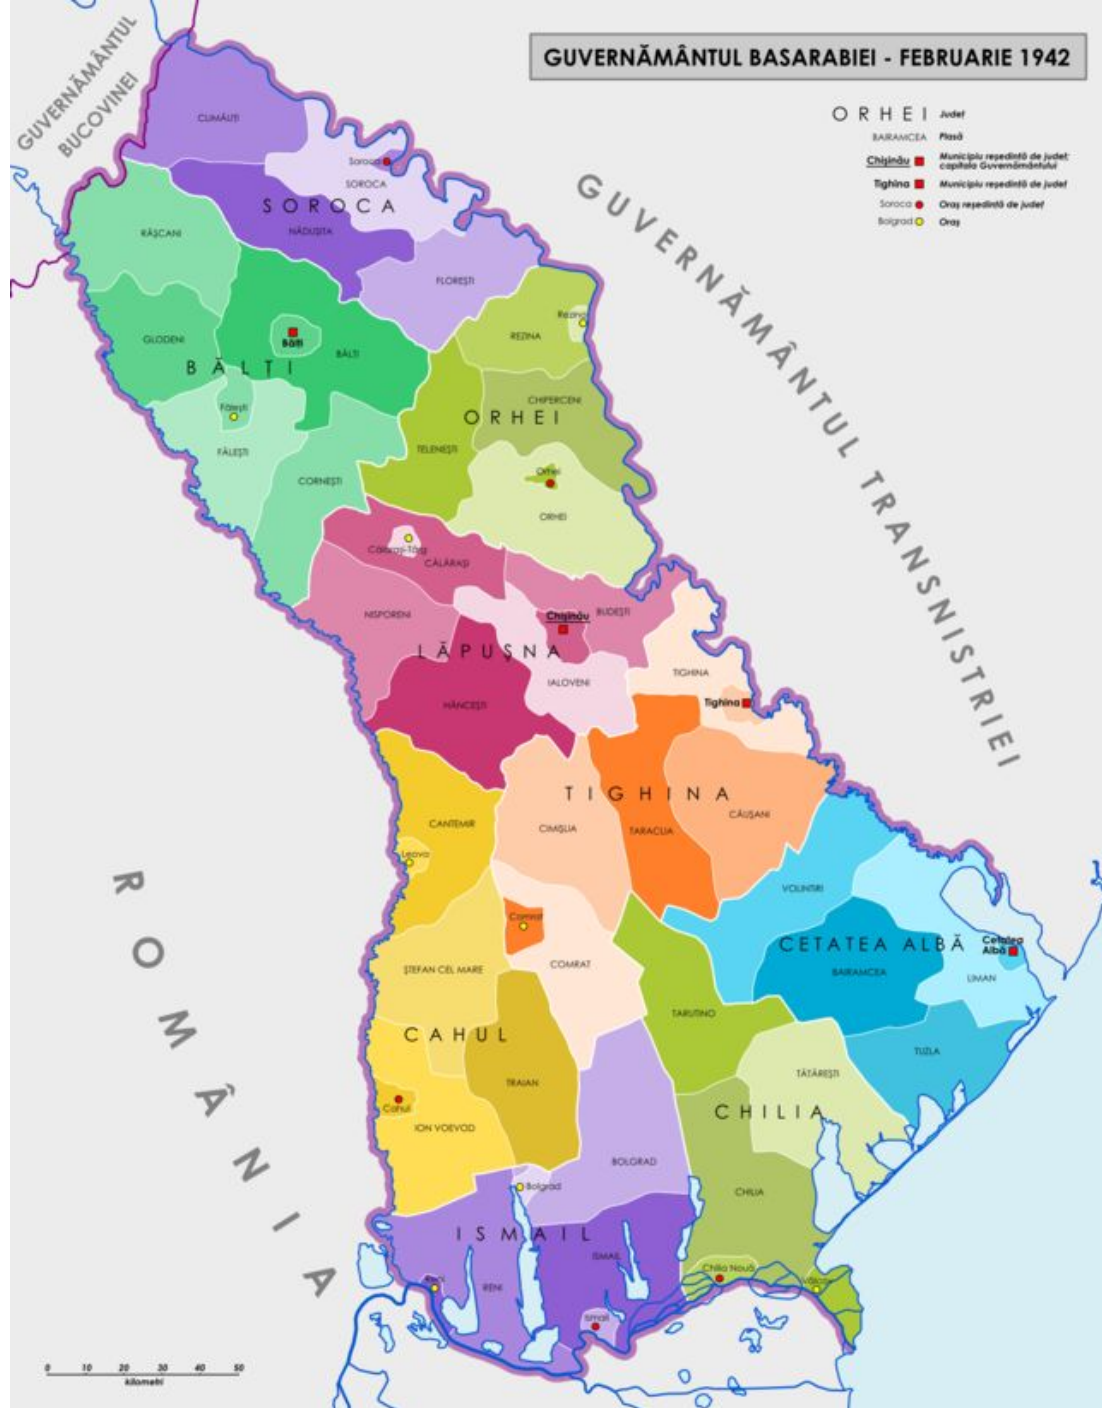 GUVERNĂMÂNTUL BASARABIEI - FEBRUARIE 1942
ORHEI Județ
BAIRAMCEA Plasă
Chișinău Municipiu reședință de județ;
capitala Guvernământului
Tighina Municipiu reședință de județ
Soroca Oraș reședință de județ
Bolgrad Oraș
GUVERNĂMÂNTUL
BUCOVINEI
GUVERNĂMÂNTUL TRANSNISTRIEI
ROMÂNIA
CLIMĂUȚI
Soroca
SOROCA
SOROCA
NĂDUȘITA
RÂȘCANI
FLOREȘTI
Rezina
REZINA
GLODENI
Bălți
BĂLȚI
BĂLȚI
CHIPERCENI
Fălești
ORHEI
FĂLEȘTI
TELENEȘTI
CORNEȘTI
Orhei
ORHEI
Călărași-Târg
CĂLĂRAȘI
NISPORENI
Chișinău
BUDEȘTI
LĂPUȘNA
TIGHINA
IALOVENI
HÂNCEȘTI
Tighina
TIGHINA
CANTEMIR
CIMȘLIA
TARACLIA
CĂUȘANI
Leova
VOLINTIRI
Comrat
CETATEA ALBĂ
Cetatea
Albă
ȘTEFAN CEL MARE
COMRAT
BAIRAMCEA
LIMAN
TARUTINO
CAHUL
TUZLA
TRAIAN
TĂTĂREȘTI
Cahul
CHILIA
ION VOEVOD
BOLGRAD
Bolgrad
CHILIA
ISMAIL
ISMAIL
Chilia Nouă
Reni
RENI
Vâlcov
Ismail
0 10 20 30 40 50
kilometri